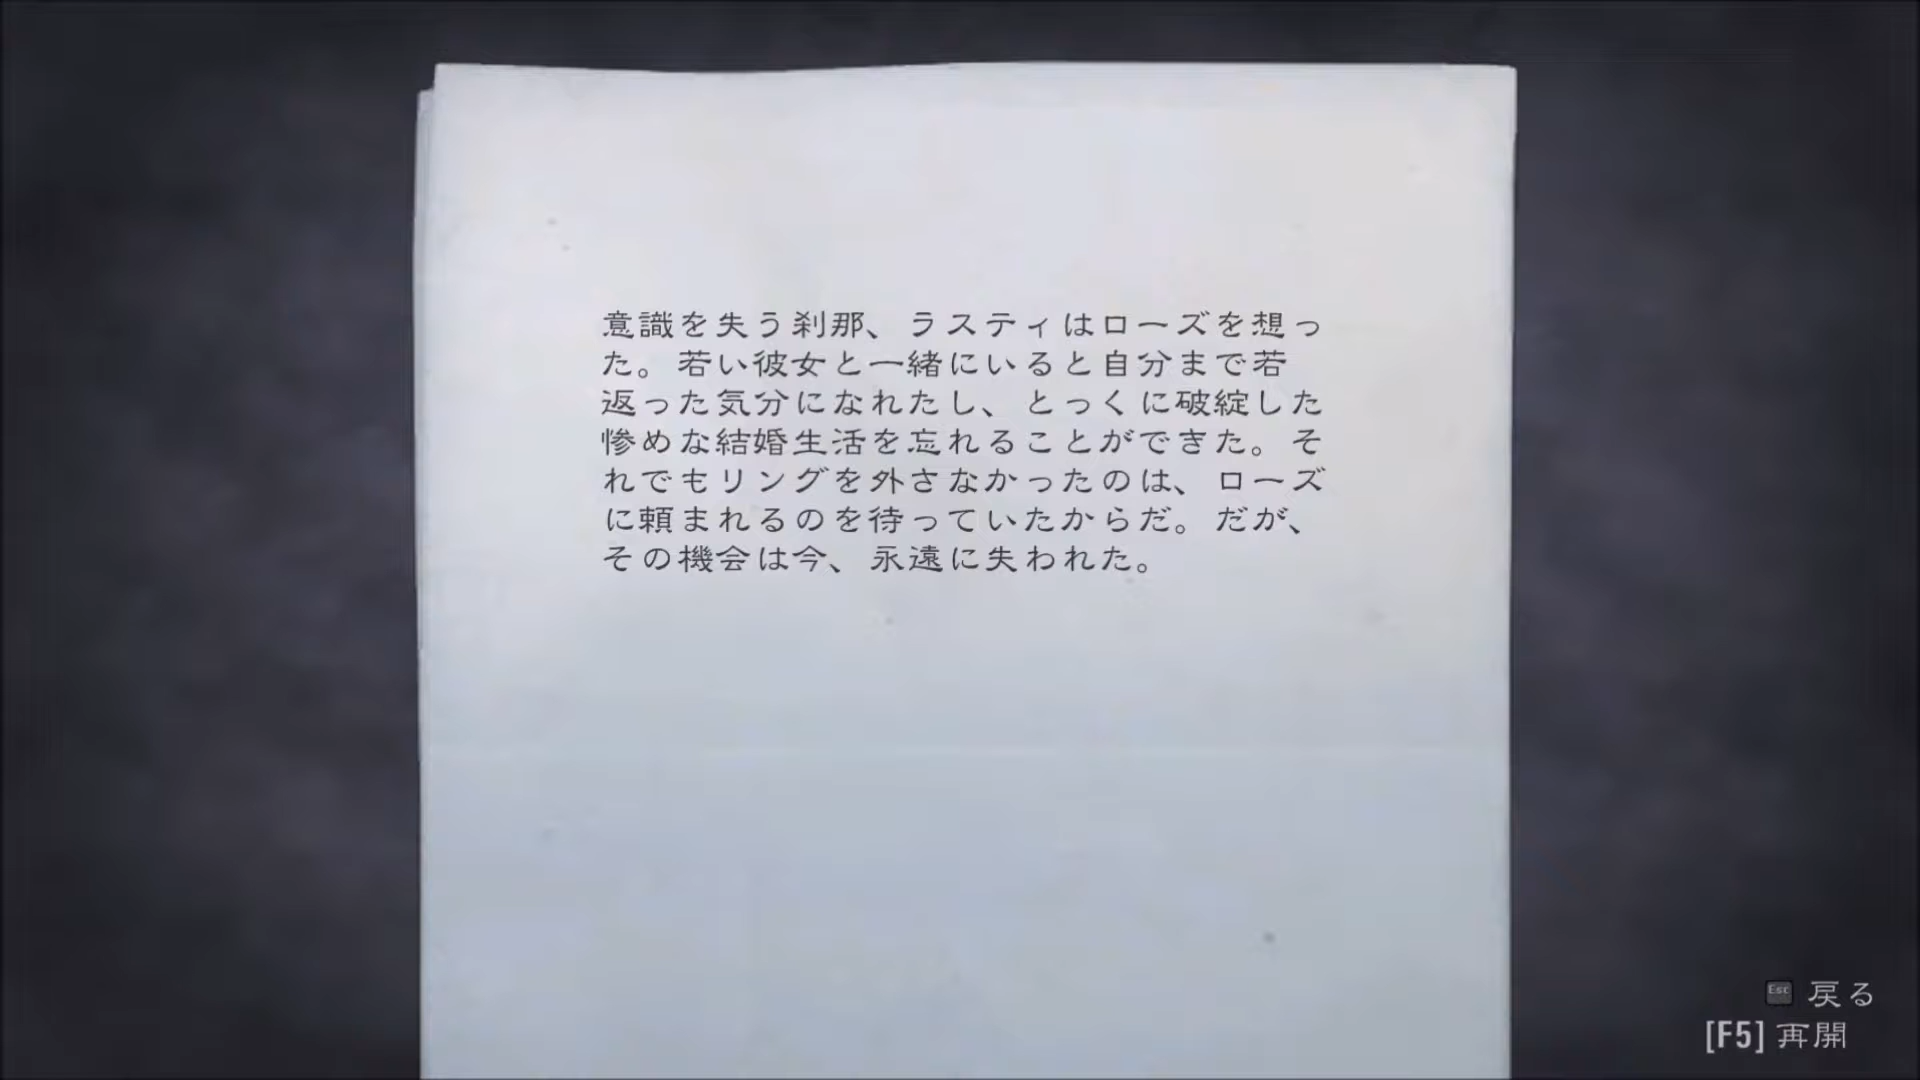 意識を失う刹那、ラスティはローズを想っ
た。若い彼女と一緒にいると自分まで若
返った気分になれたし、とっくに破綻した
惨めな結婚生活を忘れることができた。そ
れでもリングを外さなかったのは、ローズ
に頼まれるのを待っていたからだ。だが、
その機会は今、永遠に失われた。
Esc 戻る
[F5] 再開